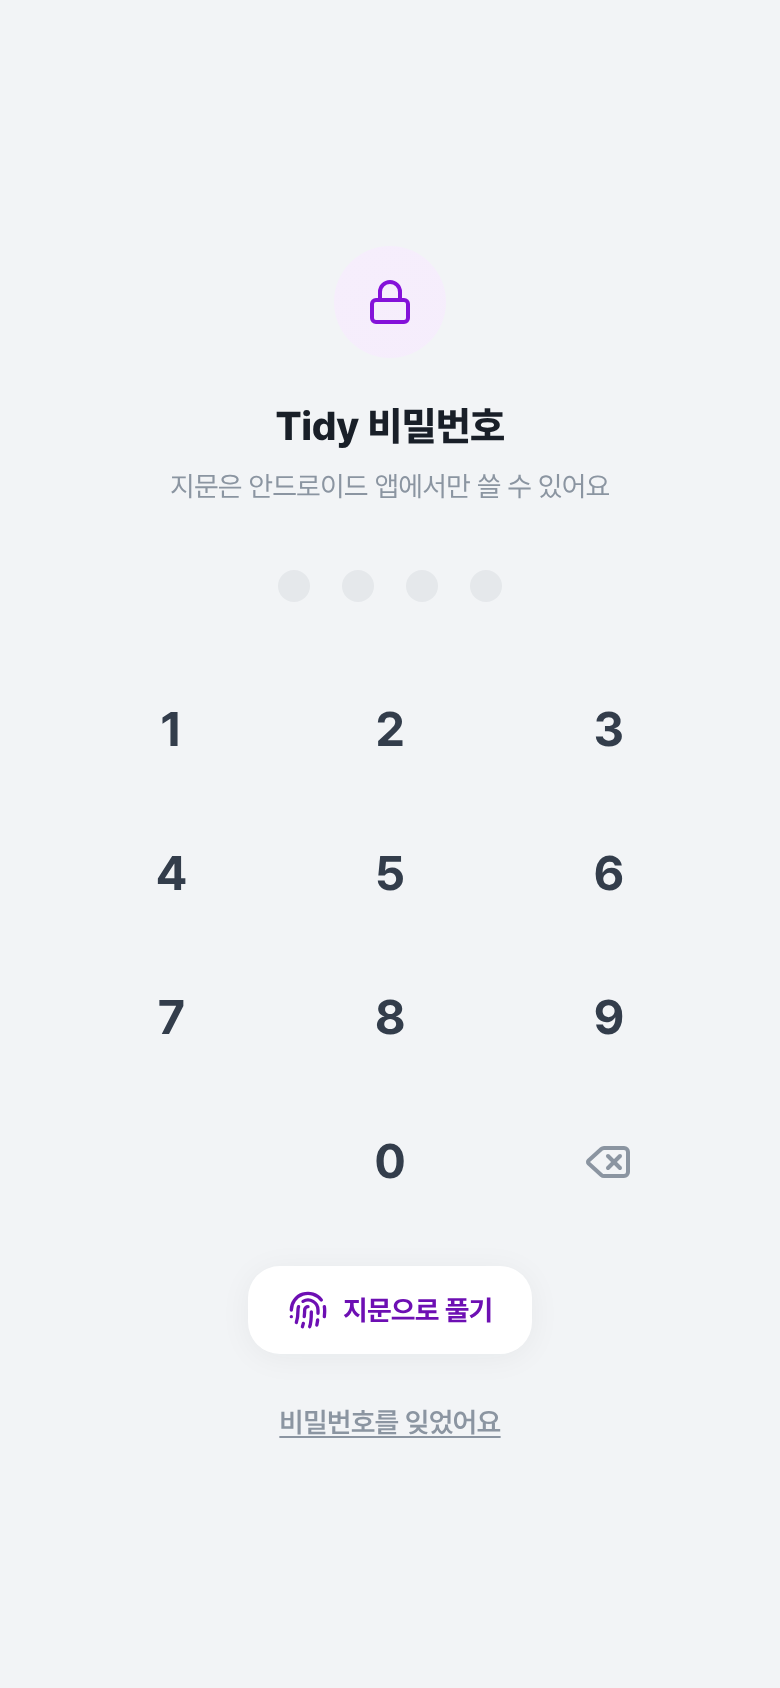 Tidy 비밀번호
지문은 안드로이드 앱에서만 쓸 수 있어요
1 2 3
4 5 6
7 8 9
0
지문으로 풀기
비밀번호를 잊었어요